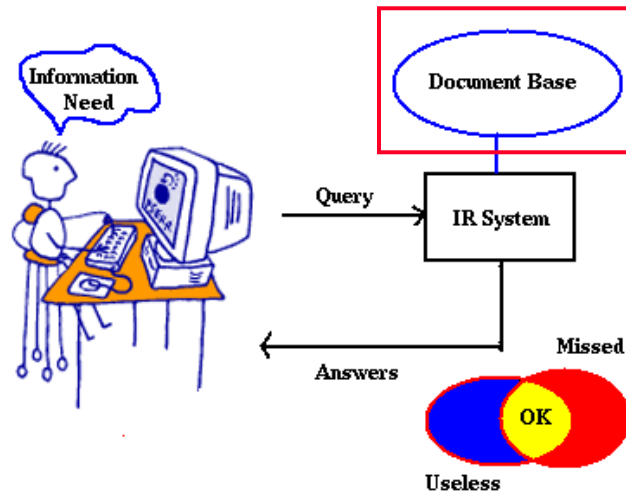 Information
Need
Document Base
Query
IR System
Answers
Missed
OK
Useless